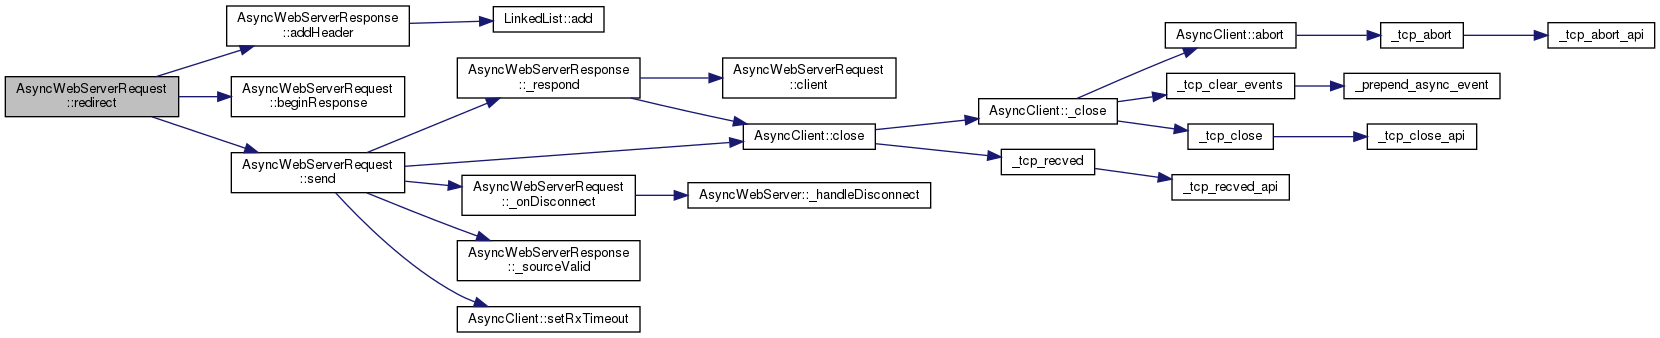 AsyncWebServerRequest
::redirect
AsyncWebServerResponse
::addHeader
LinkedList::add
AsyncWebServerRequest
::beginResponse
AsyncWebServerRequest
::send
AsyncWebServerResponse
::_respond
AsyncWebServerRequest
::client
AsyncClient::close
AsyncClient::_close
AsyncClient::abort
_tcp_abort
_tcp_abort_api
_tcp_clear_events
_prepend_async_event
_tcp_close
_tcp_close_api
_tcp_recved
_tcp_recved_api
AsyncWebServerRequest
::_onDisconnect
AsyncWebServer::_handleDisconnect
AsyncWebServerResponse
::_sourceValid
AsyncClient::setRxTimeout